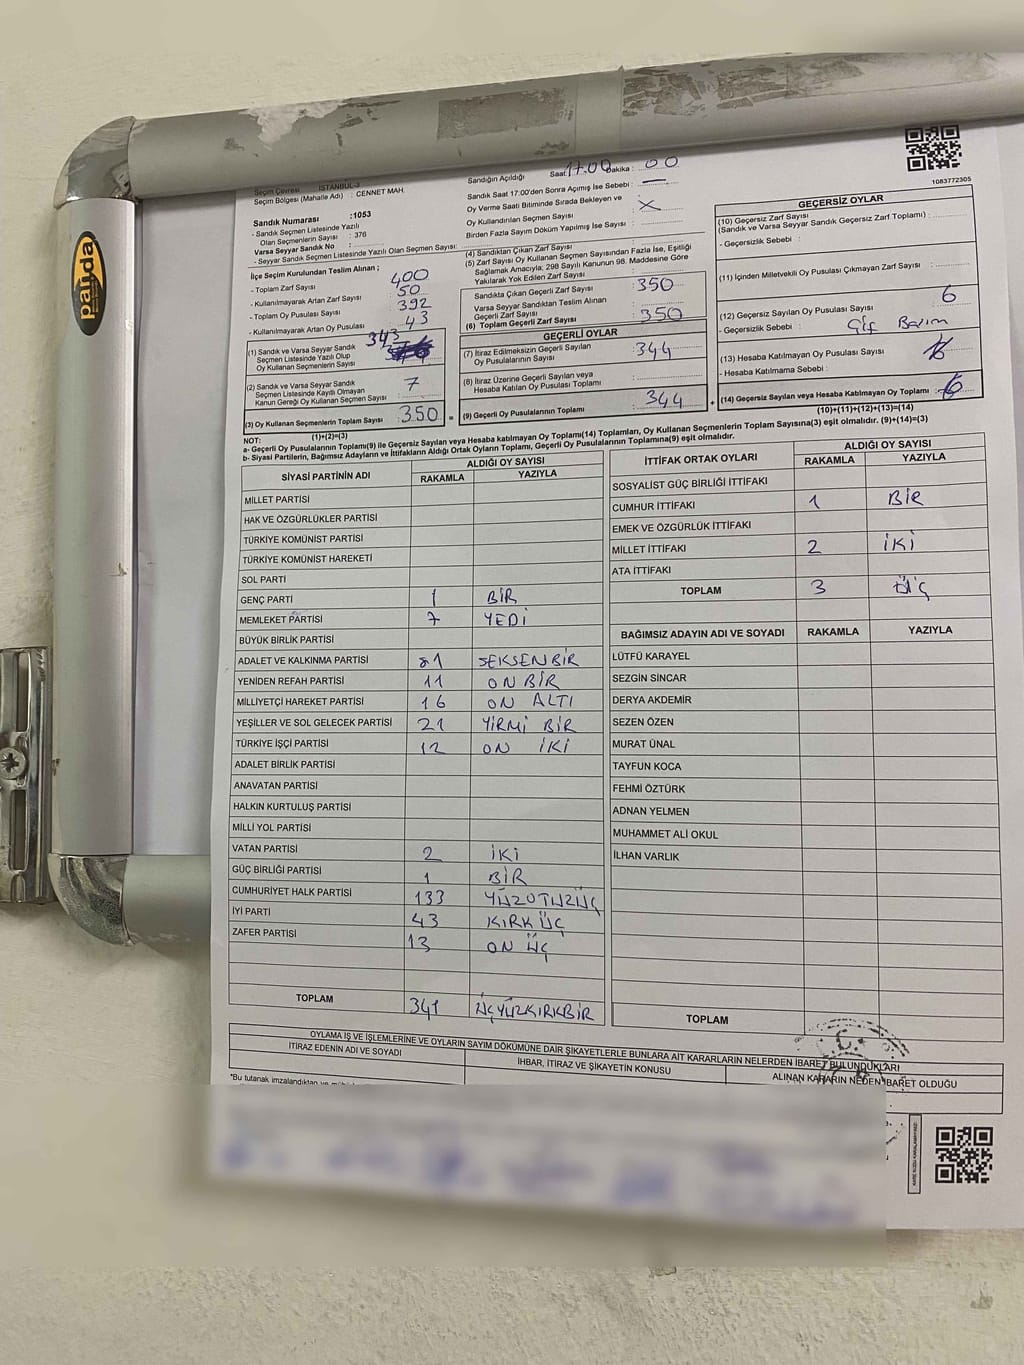 palida
1083772305
Seçim Çevresi : İSTANBUL-3
Seçim Bölgesi (Mahalle Adı) : CENNET MAH.
Sandık Numarası :1053
- Sandık Seçmen Listesinde Yazılı
Olan Seçmenlerin Sayısı : 376
Varsa Seyyar Sandık No :
- Seyyar Sandık Seçmen Listesinde Yazılı Olan Seçmen Sayısı:
İlçe Seçim Kurulundan Teslim Alınan ;
- Toplam Zarf Sayısı : 400
- Kullanılmayarak Artan Zarf Sayısı : 50
- Toplam Oy Pusulası Sayısı : 392
- Kullanılmayarak Artan Oy Pusulası : 43
(1) Sandık ve Varsa Seyyar Sandık
Seçmen Listesinde Yazılı Olup
Oy Kullanan Seçmenlerin Sayısı : 343
(2) Sandık ve Varsa Seyyar Sandık
Seçmen Listesinde Kayıtlı Olmayan
Kanun Gereği Oy Kullanan Seçmen Sayısı : 7
(3) Oy Kullanan Seçmenlerin Toplam Sayısı : 350
(1)+(2)=(3)
Sandığın Açıldığı Saat: 17.00 Dakika : 00
Sandık Saat 17:00'den Sonra Açılmış İse Sebebi : —
Oy Verme Saati Bitiminde Sırada Bekleyen ve
Oy Kullandırılan Seçmen Sayısı : X
Birden Fazla Sayım Döküm Yapılmış İse Sayısı :
(4) Sandıktan Çıkan Zarf Sayısı
(5) Zarf Sayısı Oy Kullanan Seçmen Sayısından Fazla İse, Eşitliği
Sağlamak Amacıyla; 298 Sayılı Kanunun 98. Maddesine Göre
Yakılarak Yok Edilen Zarf Sayısı :
Sandıkta Çıkan Geçerli Zarf Sayısı : 350
Varsa Seyyar Sandıktan Teslim Alınan
Geçerli Zarf Sayısı :
(6) Toplam Geçerli Zarf Sayısı : 350
GEÇERLİ OYLAR
(7) İtiraz Edilmeksizin Geçerli Sayılan
Oy Pusulalarının Sayısı : 344
(8) İtiraz Üzerine Geçerli Sayılan veya
Hesaba Katılan Oy Pusulası Toplamı :
(9) Geçerli Oy Pusulalarının Toplamı : 344
GEÇERSİZ OYLAR
(10) Geçersiz Zarf Sayısı
(Sandık ve Varsa Seyyar Sandık Geçersiz Zarf Toplamı) :
- Geçersizlik Sebebi :
(11) İçinden Milletvekili Oy Pusulası Çıkmayan Zarf Sayısı :
(12) Geçersiz Sayılan Oy Pusulası Sayısı : 6
- Geçersizlik Sebebi :
(13) Hesaba Katılmayan Oy Pusulası Sayısı :
- Hesaba Katılmama Sebebi :
(14) Geçersiz Sayılan veya Hesaba Katılmayan Oy Toplamı : 6
(10)+(11)+(12)+(13)=(14)
NOT:
a- Geçerli Oy Pusulaları Toplamı(9) ile Geçersiz Sayılan veya Hesaba Katılmayan Oy Toplamı(14) Toplamları, Oy Kullanan Seçmenlerin Toplam Sayısına(3) eşit olmalıdır. (9)+(14)=(3)
b- Siyasi Partilerin, Bağımsız Adayların ve İttifakların Aldığı Ortak Oyların Toplamı, Geçerli Oy Pusulalarının Toplamına(9) eşit olmalıdır.
SİYASİ PARTİNİN ADI ALDIĞI OY SAYISI
RAKAMLA YAZIYLA
MİLLET PARTİSİ
HAK VE ÖZGÜRLÜKLER PARTİSİ
TÜRKİYE KOMÜNİST PARTİSİ
TÜRKİYE KOMÜNİST HAREKETİ
SOL PARTİ
GENÇ PARTİ 1 BİR
MEMLEKET PARTİSİ 7 YEDİ
BÜYÜK BİRLİK PARTİSİ
ADALET VE KALKINMA PARTİSİ 81 SEKSENBİR
YENİDEN REFAH PARTİSİ 11 ON BİR
MİLLİYETÇİ HAREKET PARTİSİ 16 ON ALTI
YEŞİLLER VE SOL GELECEK PARTİSİ 21 YİRMİ BİR
TÜRKİYE İŞÇİ PARTİSİ 12 ON İKİ
ADALET BİRLİK PARTİSİ
ANAVATAN PARTİSİ
HALKIN KURTULUŞ PARTİSİ
MİLLİ YOL PARTİSİ
VATAN PARTİSİ 2 İKİ
GÜÇ BİRLİĞİ PARTİSİ 1 BİR
CUMHURİYET HALK PARTİSİ 133 YÜZOTUZÜÇ
İYİ PARTİ 43 KIRK ÜÇ
ZAFER PARTİSİ 13 ON ÜÇ
TOPLAM 341 ÜÇYÜZKIRKBİR
İTTİFAK ORTAK OYLARI ALDIĞI OY SAYISI
RAKAMLA YAZIYLA
SOSYALİST GÜÇ BİRLİĞİ İTTİFAKI
CUMHUR İTTİFAKI 1 BİR
EMEK VE ÖZGÜRLÜK İTTİFAKI
MİLLET İTTİFAKI 2 İKİ
ATA İTTİFAKI
TOPLAM 3 ÜÇ
BAĞIMSIZ ADAYIN ADI VE SOYADI RAKAMLA YAZIYLA
LÜTFÜ KARAYEL
SEZGİN SİNCAR
DERYA AKDEMİR
SEZEN ÖZEN
MURAT ÜNAL
TAYFUN KOCA
FEHMİ ÖZTÜRK
ADNAN YELMEN
MUHAMMET ALİ OKUL
İLHAN VARLIK
TOPLAM
OYLAMA İŞ VE İŞLEMLERİNE VE OYLARIN SAYIM DÖKÜMÜNE DAİR ŞİKAYETLERLE BUNLARA AİT KARARLARIN NELERDEN İBARET BULUNDUKLARI
İTİRAZ EDENİN ADI VE SOYADI İHBAR, İTİRAZ VE ŞİKAYETİN KONUSU ALINAN KARARIN NEDEN İBARET OLDUĞU
*Bu tutanak imzalandıktan